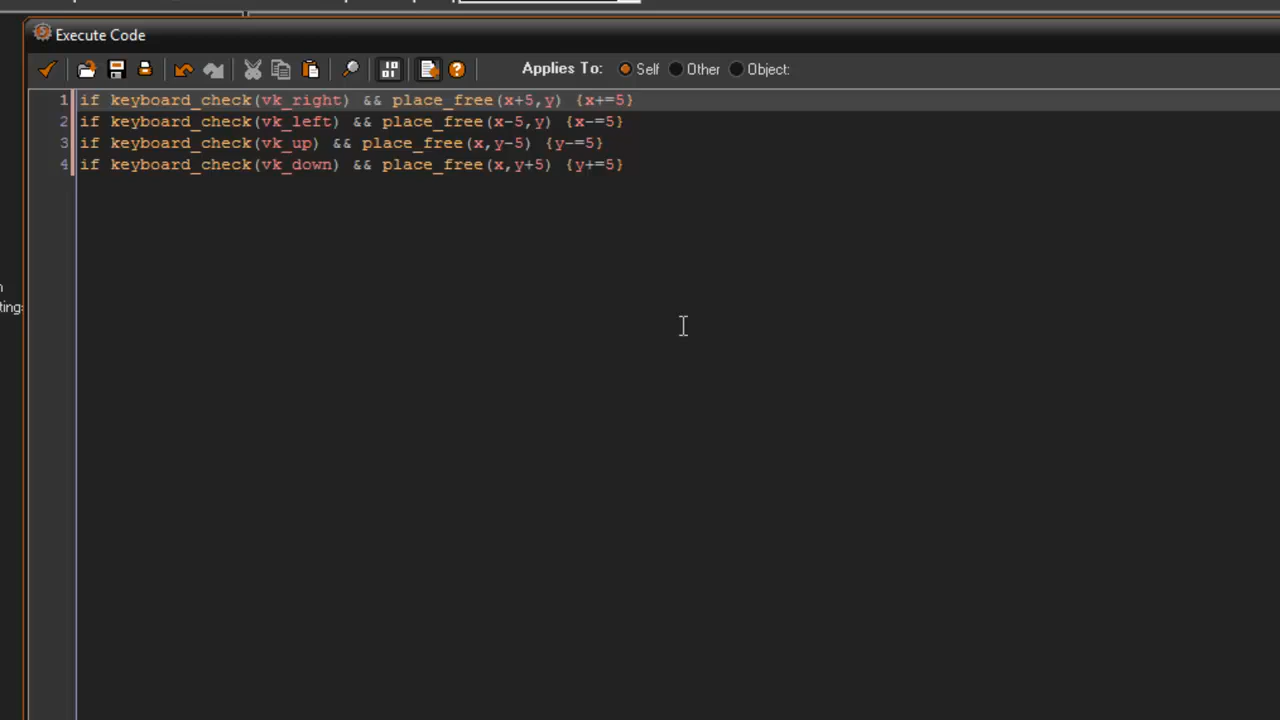 Execute Code
Applies To: Self Other Object:
1 if keyboard_check(vk_right) && place_free(x+5,y) {x+=5}
2 if keyboard_check(vk_left) && place_free(x-5,y) {x-=5}
3 if keyboard_check(vk_up) && place_free(x,y-5) {y-=5}
4 if keyboard_check(vk_down) && place_free(x,y+5) {y+=5}
n
ting: